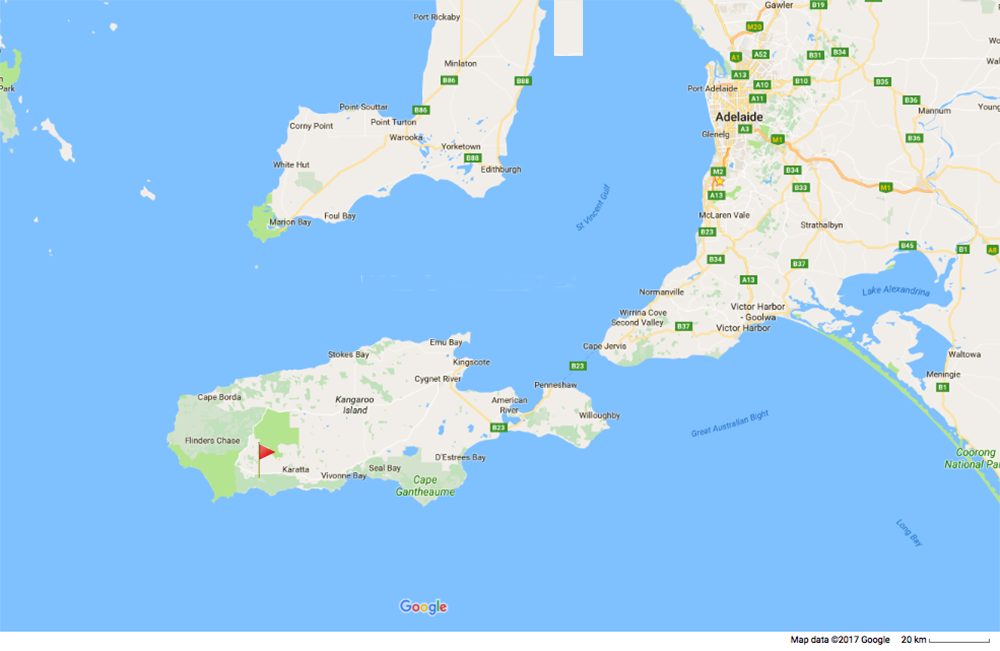 Port Rickaby
Gawler
B19
M20
Minlaton
A1
A52
B31
B34
B86
B88
A13
A10
B10
B35
Port Adelaide
A11
B36
Mannum
Young
Point Souttar
B86
Corny Point
Point Turton
Adelaide
Warooka
Glenelg
A3
M1
B36
Yorketown
B88
White Hut
Edithburgh
M2
B34
B33
M1
A13
Park
Foul Bay
Marion Bay
St Vincent Gulf
McLaren Vale
Strathalbyn
B23
B45
B1
A8
B34
B37
A13
Lake Alexandrina
Normanville
Wirrina Cove
Second Valley
B37
Victor Harbor
- Goolwa
Victor Harbor
Emu Bay
Cape Jervis
Stokes Bay
Kingscote
B23
Waltowa
Cygnet River
Penneshaw
Meningie
B1
Cape Borda
Kangaroo
Island
American
River
Willoughby
B23
Great Australian Bight
Flinders Chase
D'Estrees Bay
Coorong
National Par
Karatta
Seal Bay
Vivonne Bay
Cape
Gantheaume
Long Bay
Google
Map data ©2017 Google 20 km